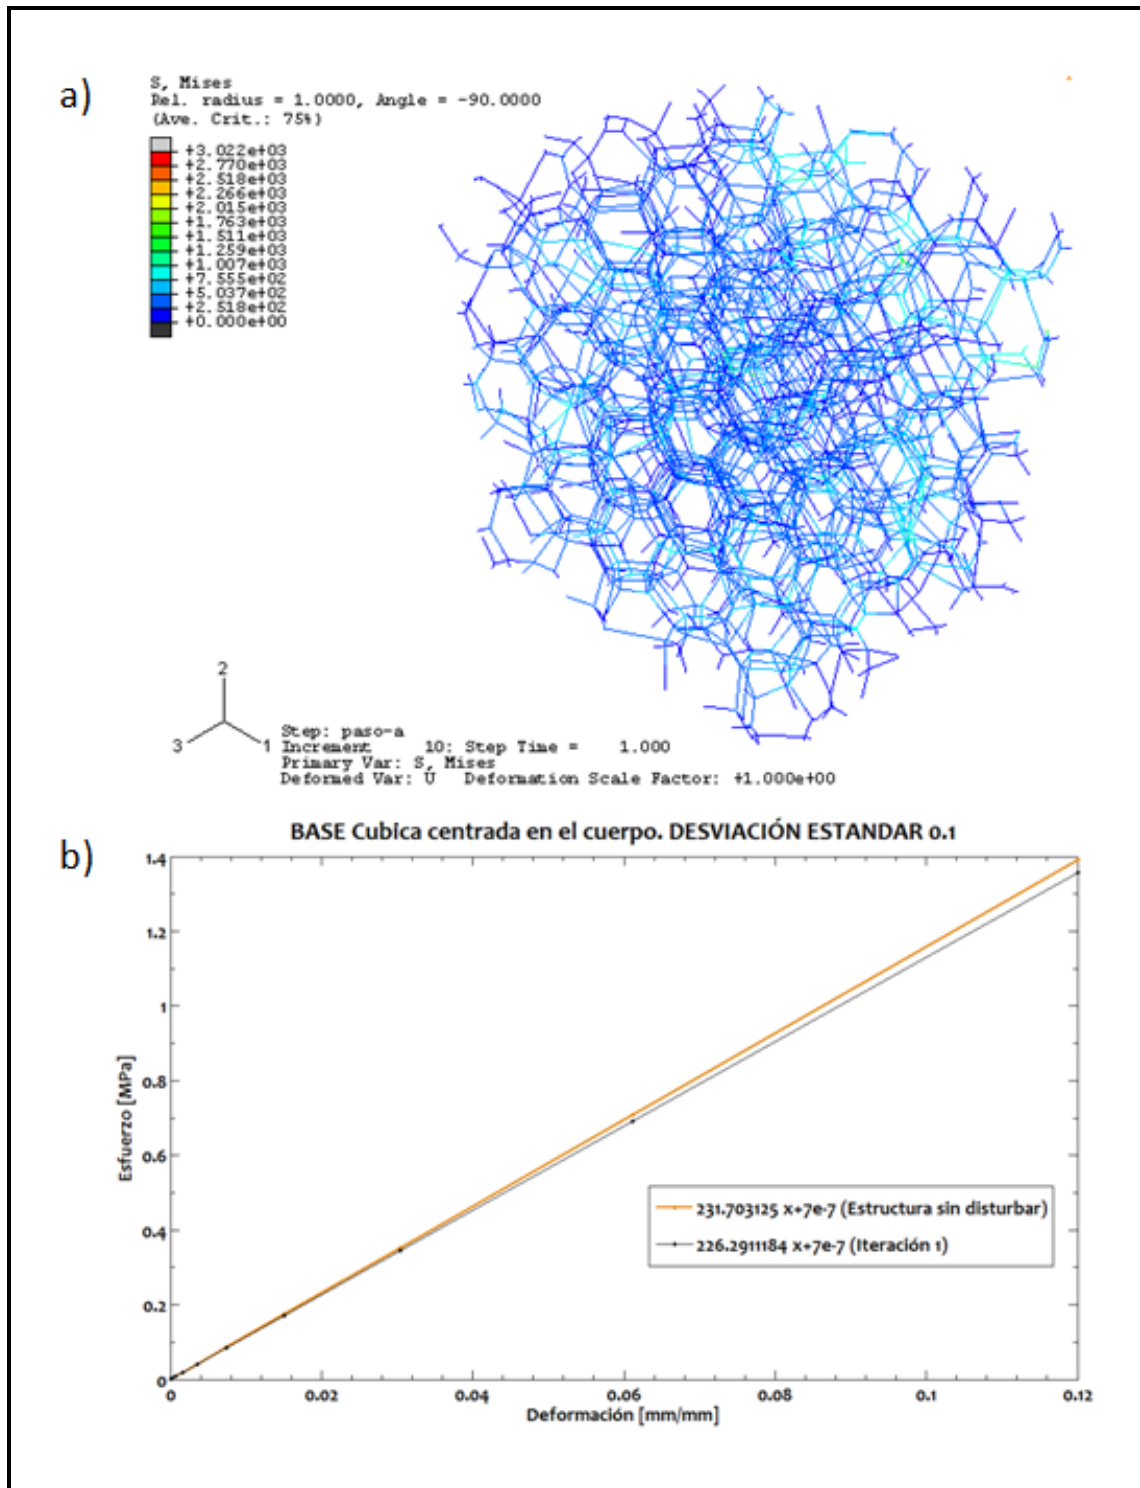 a)
S, Mises
Rel. radius = 1.0000, Angle = -90.0000
(Ave. Crit.: 75%)
+3.022e+03
+2.770e+03
+2.518e+03
+2.266e+03
+2.015e+03
+1.763e+03
+1.511e+03
+1.259e+03
+1.007e+03
+7.555e+02
+5.037e+02
+2.518e+02
+0.000e+00
2
3
1
Step: paso-a
Increment 10: Step Time = 1.000
Primary Var: S, Mises
Deformed Var: U Deformation Scale Factor: +1.000e+00
BASE Cubica centrada en el cuerpo. DESVIACIÓN ESTANDAR 0.1
b)
1.4
1.2
1
0.8
0.6
0.4
0.2
0
Esfuerzo [MPa]
231.703125 x+7e-7 (Estructura sin disturbar)
226.2911184 x+7e-7 (Iteración 1)
0 0.02 0.04 0.06 0.08 0.1 0.12
Deformación [mm/mm]